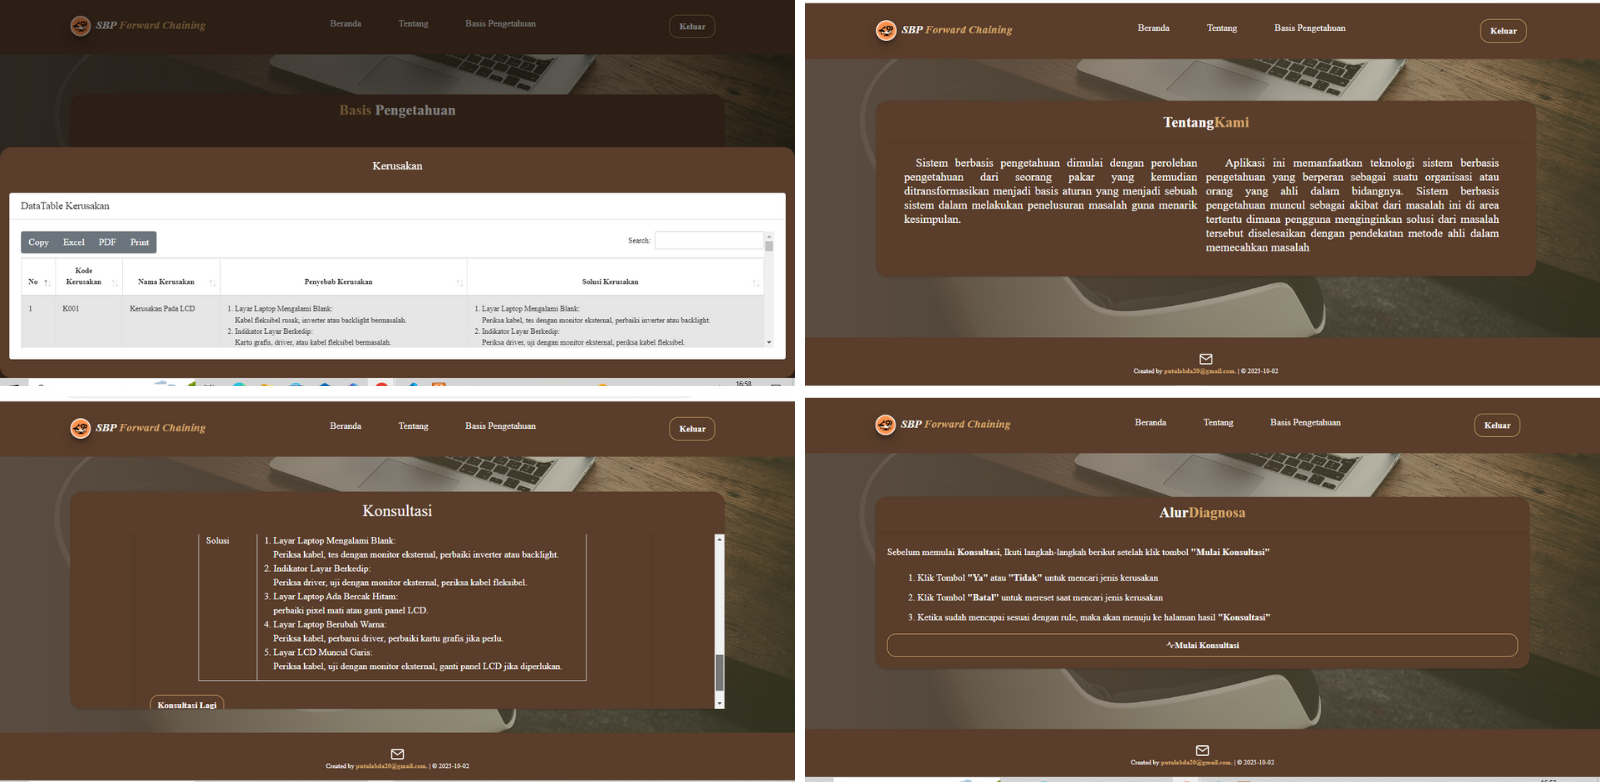 SBP Forward Chaining
Beranda
Tentang
Basis Pengetahuan
Keluar
Basis Pengetahuan
Kerusakan
DataTable Kerusakan
Copy
Excel
PDF
Print
Search:
No
Kode Kerusakan
Nama Kerusakan
Penyebab Kerusakan
Solusi Kerusakan
1
K001
Kerusakan Pada LCD
1. Layar Laptop Mengalami Blank:
Kabel fleksibel rusak, inverter atau backlight bermasalah.
2. Indikator Layar Berkedip:
Kartu grafis, driver, atau kabel fleksibel bermasalah.
1. Layar Laptop Mengalami Blank:
Periksa kabel, tes dengan monitor eksternal, perbaiki inverter atau backlight.
2. Indikator Layar Berkedip:
Periksa driver, uji dengan monitor eksternal, periksa kabel fleksibel.
16:58
SBP Forward Chaining
Beranda
Tentang
Basis Pengetahuan
Keluar
TentangKami
Sistem berbasis pengetahuan dimulai dengan perolehan
pengetahuan dari seorang pakar yang kemudian
ditransformasikan menjadi basis aturan yang menjadi sebuah
sistem dalam melakukan penelusuran masalah guna menarik
kesimpulan.
Aplikasi ini memanfaatkan teknologi sistem berbasis
pengetahuan yang berperan sebagai suatu organisasi atau
orang yang ahli dalam bidangnya. Sistem berbasis
pengetahuan muncul sebagai akibat dari masalah ini di area
tertentu dimana pengguna menginginkan solusi dari masalah
tersebut diselesaikan dengan pendekatan metode ahli dalam
memecahkan masalah
Created by putulabda20@gmail.com. | © 2023-10-02
SBP Forward Chaining
Beranda
Tentang
Basis Pengetahuan
Keluar
Konsultasi
Solusi
1. Layar Laptop Mengalami Blank:
Periksa kabel, tes dengan monitor eksternal, perbaiki inverter atau backlight.
2. Indikator Layar Berkedip:
Periksa driver, uji dengan monitor eksternal, periksa kabel fleksibel.
3. Layar Laptop Ada Bercak Hitam:
perbaiki pixel mati atau ganti panel LCD.
4. Layar Laptop Berubah Warna:
Periksa kabel, perbarui driver, perbaiki kartu grafis jika perlu.
5. Layar LCD Muncul Garis:
Periksa kabel, uji dengan monitor eksternal, ganti panel LCD jika diperlukan.
Konsultasi Lagi
Created by putulabda20@gmail.com. | © 2023-10-02
SBP Forward Chaining
Beranda
Tentang
Basis Pengetahuan
Keluar
AlurDiagnosa
Sebelum memulai Konsultasi, Ikuti langkah-langkah berikut setelah klik tombol "Mulai Konsultasi"
1. Klik Tombol "Ya" atau "Tidak" untuk mencari jenis kerusakan
2. Klik Tombol "Batal" untuk mereset saat mencari jenis kerusakan
3. Ketika sudah mencapai sesuai dengan rule, maka akan menuju ke halaman hasil "Konsultasi"
Mulai Konsultasi
Created by putulabda20@gmail.com. | © 2023-10-02